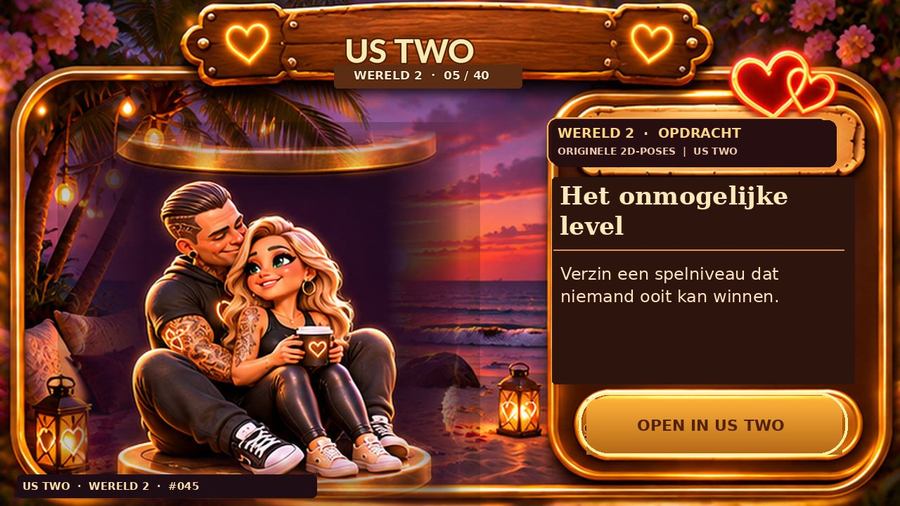 US TWO
WERELD 2 · 05 / 40
WERELD 2 · OPDRACHT
ORIGINELE 2D-POSES | US TWO
Het onmogelijke
level
Verzin een spelniveau dat
niemand ooit kan winnen.
OPEN IN US TWO
US TWO · WERELD 2 · #045